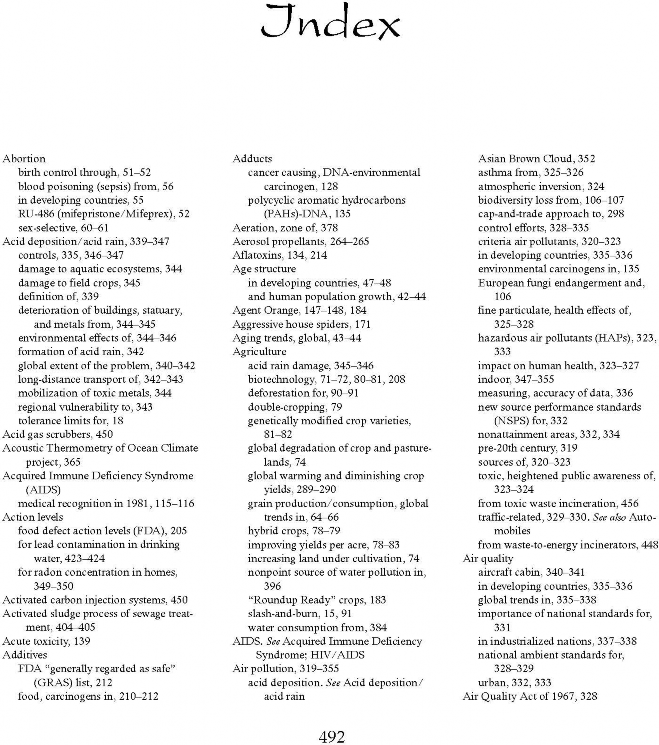 Index
Abortion
birth control through, 51–52
blood poisoning (sepsis) from, 56
in developing countries, 55
RU-486 (mifepristone/Mifeprex), 52
sex-selective, 60–61
Acid deposition/acid rain, 339–347
controls, 335, 346–347
damage to aquatic ecosystems, 344
damage to field crops, 345
definition of, 339
deterioration of buildings, statuary,
and metals from, 344–345
environmental effects of, 344–346
formation of acid rain, 342
global extent of the problem, 340–342
long-distance transport of, 342–343
mobilization of toxic metals, 344
regional vulnerability to, 343
tolerance limits for, 18
Acid gas scrubbers, 450
Acoustic Thermometry of Ocean Climate
project, 365
Acquired Immune Deficiency Syndrome
(AIDS)
medical recognition in 1981, 115–116
Action levels
food defect action levels (FDA), 205
for lead contamination in drinking
water, 423–424
for radon concentration in homes,
349–350
Activated carbon injection systems, 450
Activated sludge process of sewage treat-
ment, 404–405
Acute toxicity, 139
Additives
FDA “generally regarded as safe”
(GRAS) list, 212
food, carcinogens in, 210–212
Adducts
cancer causing, DNA-environmental
carcinogen, 128
polycyclic aromatic hydrocarbons
(PAHs)-DNA, 135
Aeration, zone of, 378
Aerosol propellants, 264–265
Aflatoxins, 134, 214
Age structure
in developing countries, 47–48
and human population growth, 42–44
Agent Orange, 147–148, 184
Aggressive house spiders, 171
Aging trends, global, 43–44
Agriculture
acid rain damage, 345–346
biotechnology, 71–72, 80–81, 208
deforestation for, 90–91
double-cropping, 79
genetically modified crop varieties,
81–82
global degradation of crop and pasture-
lands, 74
global warming and diminishing crop
yields, 289–290
grain production/consumption, global
trends in, 64–66
hybrid crops, 78–79
improving yields per acre, 78–83
increasing land under cultivation, 74
nonpoint source of water pollution in,
396
“Roundup Ready” crops, 183
slash-and-burn, 15, 91
water consumption from, 384
AIDS. See Acquired Immune Deficiency
Syndrome; HIV/AIDS
Air pollution, 319–355
acid deposition. See Acid deposition/
acid rain
Asian Brown Cloud, 352
asthma from, 325–326
atmospheric inversion, 324
biodiversity loss from, 106–107
cap-and-trade approach to, 298
control efforts, 328–335
criteria air pollutants, 320–323
in developing countries, 335–336
environmental carcinogens in, 135
European fungi endangerment and,
106
fine particulate, health effects of,
325–328
hazardous air pollutants (HAPs), 323,
333
impact on human health, 323–327
indoor, 347–355
measuring, accuracy of data, 336
new source performance standards
(NSPS) for, 332
nonattainment areas, 332, 334
pre-20th century, 319
sources of, 320–323
toxic, heightened public awareness of,
323–324
from toxic waste incineration, 456
traffic-related, 329–330. See also Auto-
mobiles
from waste-to-energy incinerators, 448
Air quality
aircraft cabin, 340–341
in developing countries, 335–336
global trends in, 335–338
importance of national standards for,
331
in industrialized nations, 337–338
national ambient standards for,
328–329
urban, 332, 333
Air Quality Act of 1967, 328
492